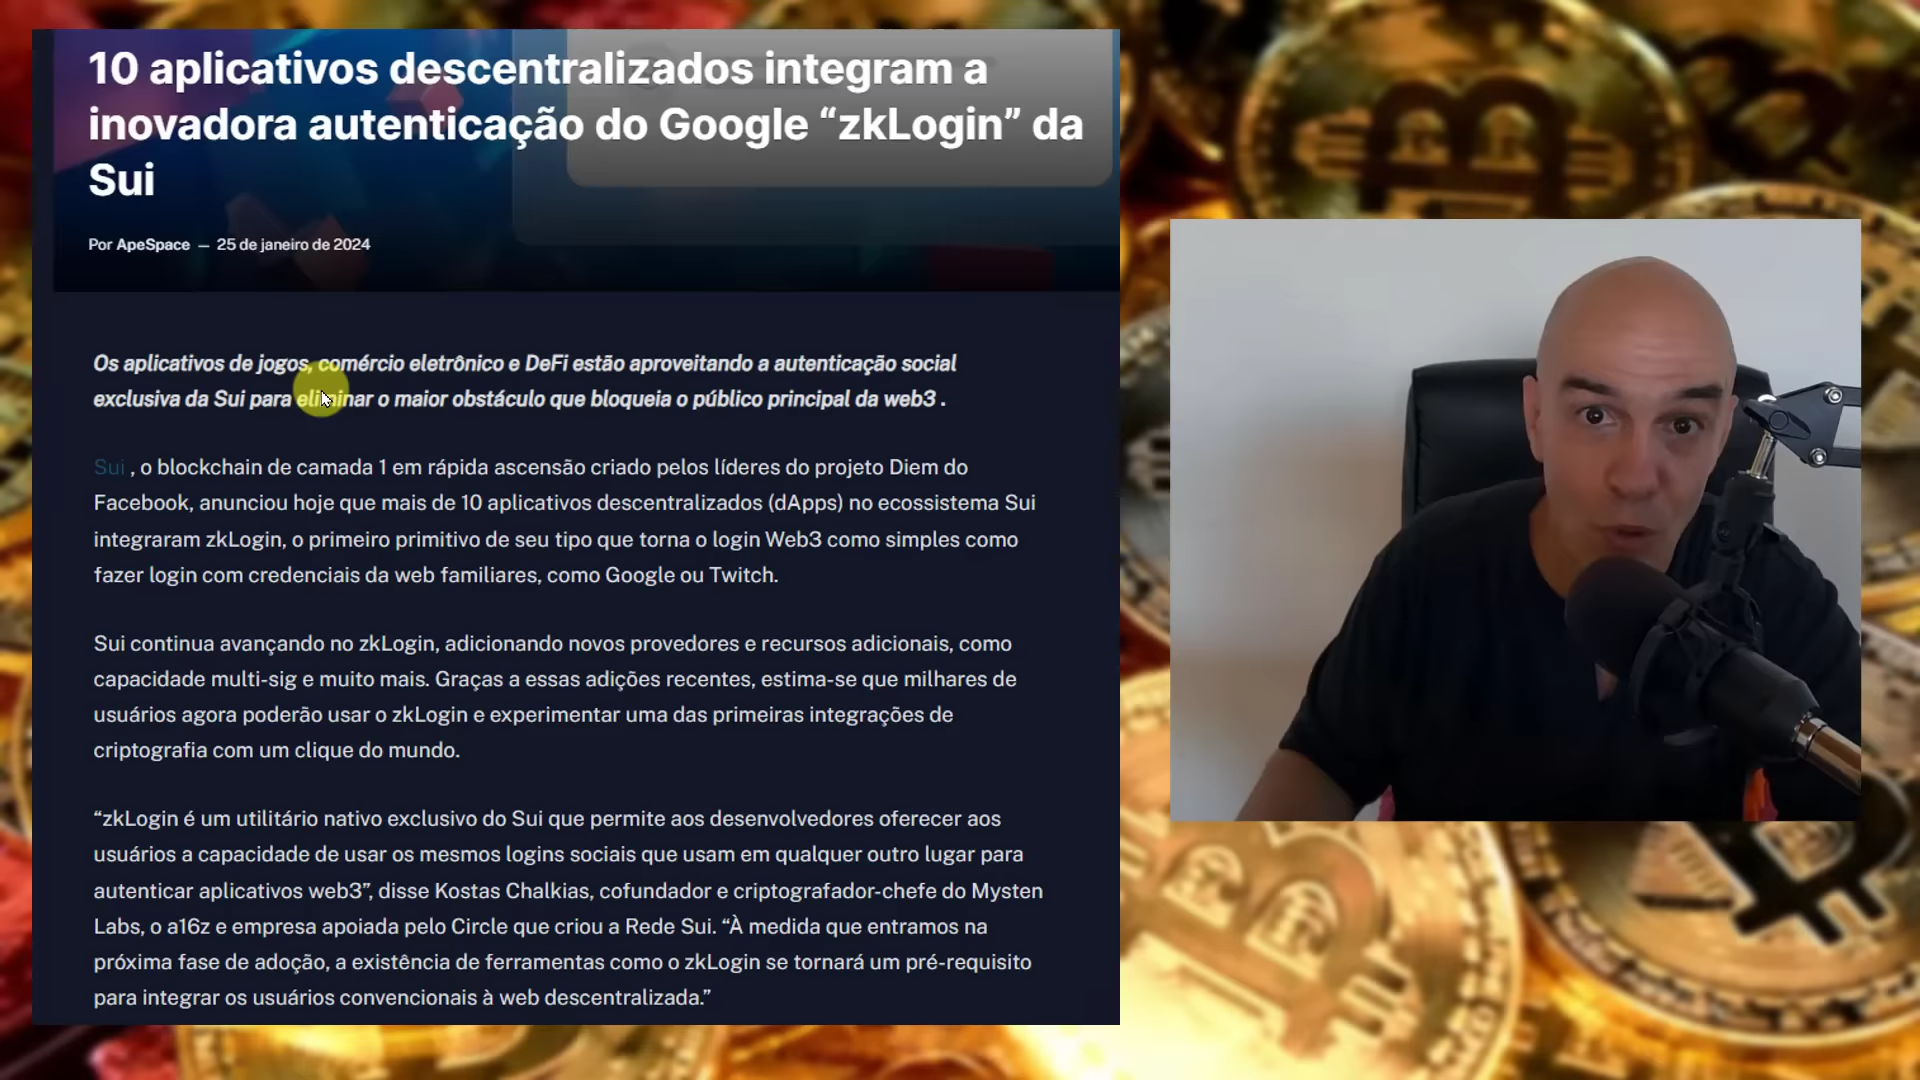 10 aplicativos descentralizados integram a
inovadora autenticação do Google “zkLogin” da
Sui
Por ApeSpace — 25 de janeiro de 2024
Os aplicativos de jogos, comércio eletrônico e DeFi estão aproveitando a autenticação social
exclusiva da Sui para eliminar o maior obstáculo que bloqueia o público principal da web3 .
Sui , o blockchain de camada 1 em rápida ascensão criado pelos líderes do projeto Diem do
Facebook, anunciou hoje que mais de 10 aplicativos descentralizados (dApps) no ecossistema Sui
integraram zkLogin, o primeiro primitivo de seu tipo que torna o login Web3 como simples como
fazer login com credenciais da web familiares, como Google ou Twitch.
Sui continua avançando no zkLogin, adicionando novos provedores e recursos adicionais, como
capacidade multi-sig e muito mais. Graças a essas adições recentes, estima-se que milhares de
usuários agora poderão usar o zkLogin e experimentar uma das primeiras integrações de
criptografia com um clique do mundo.
“zkLogin é um utilitário nativo exclusivo do Sui que permite aos desenvolvedores oferecer aos
usuários a capacidade de usar os mesmos logins sociais que usam em qualquer outro lugar para
autenticar aplicativos web3”, disse Kostas Chalkias, cofundador e criptografador-chefe do Mysten
Labs, o a16z e empresa apoiada pelo Circle que criou a Rede Sui. “À medida que entramos na
próxima fase de adoção, a existência de ferramentas como o zkLogin se tornará um pré-requisito
para integrar os usuários convencionais à web descentralizada.”